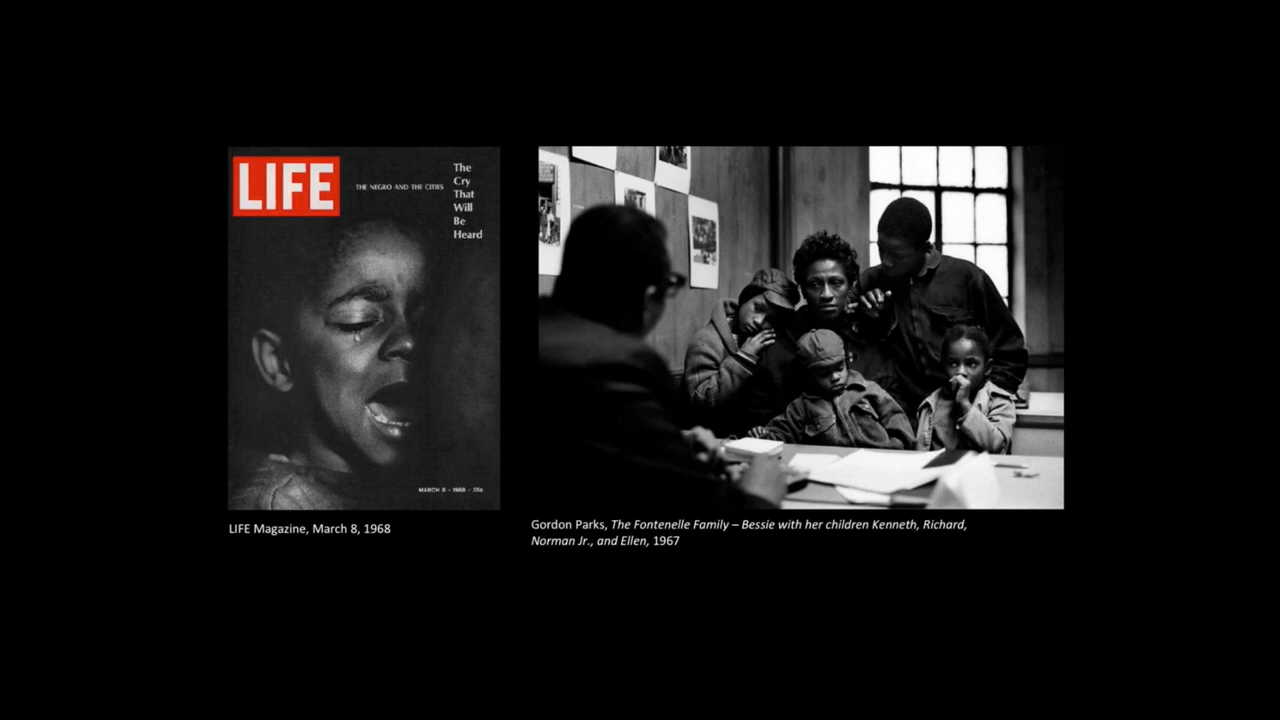 LIFE
THE NEGRO AND THE CITIES
The
Cry
That
Will
Be
Heard
MARCH 8 · 1968 · 35¢
LIFE Magazine, March 8, 1968
Gordon Parks, The Fontenelle Family – Bessie with her children Kenneth, Richard,
Norman Jr., and Ellen, 1967